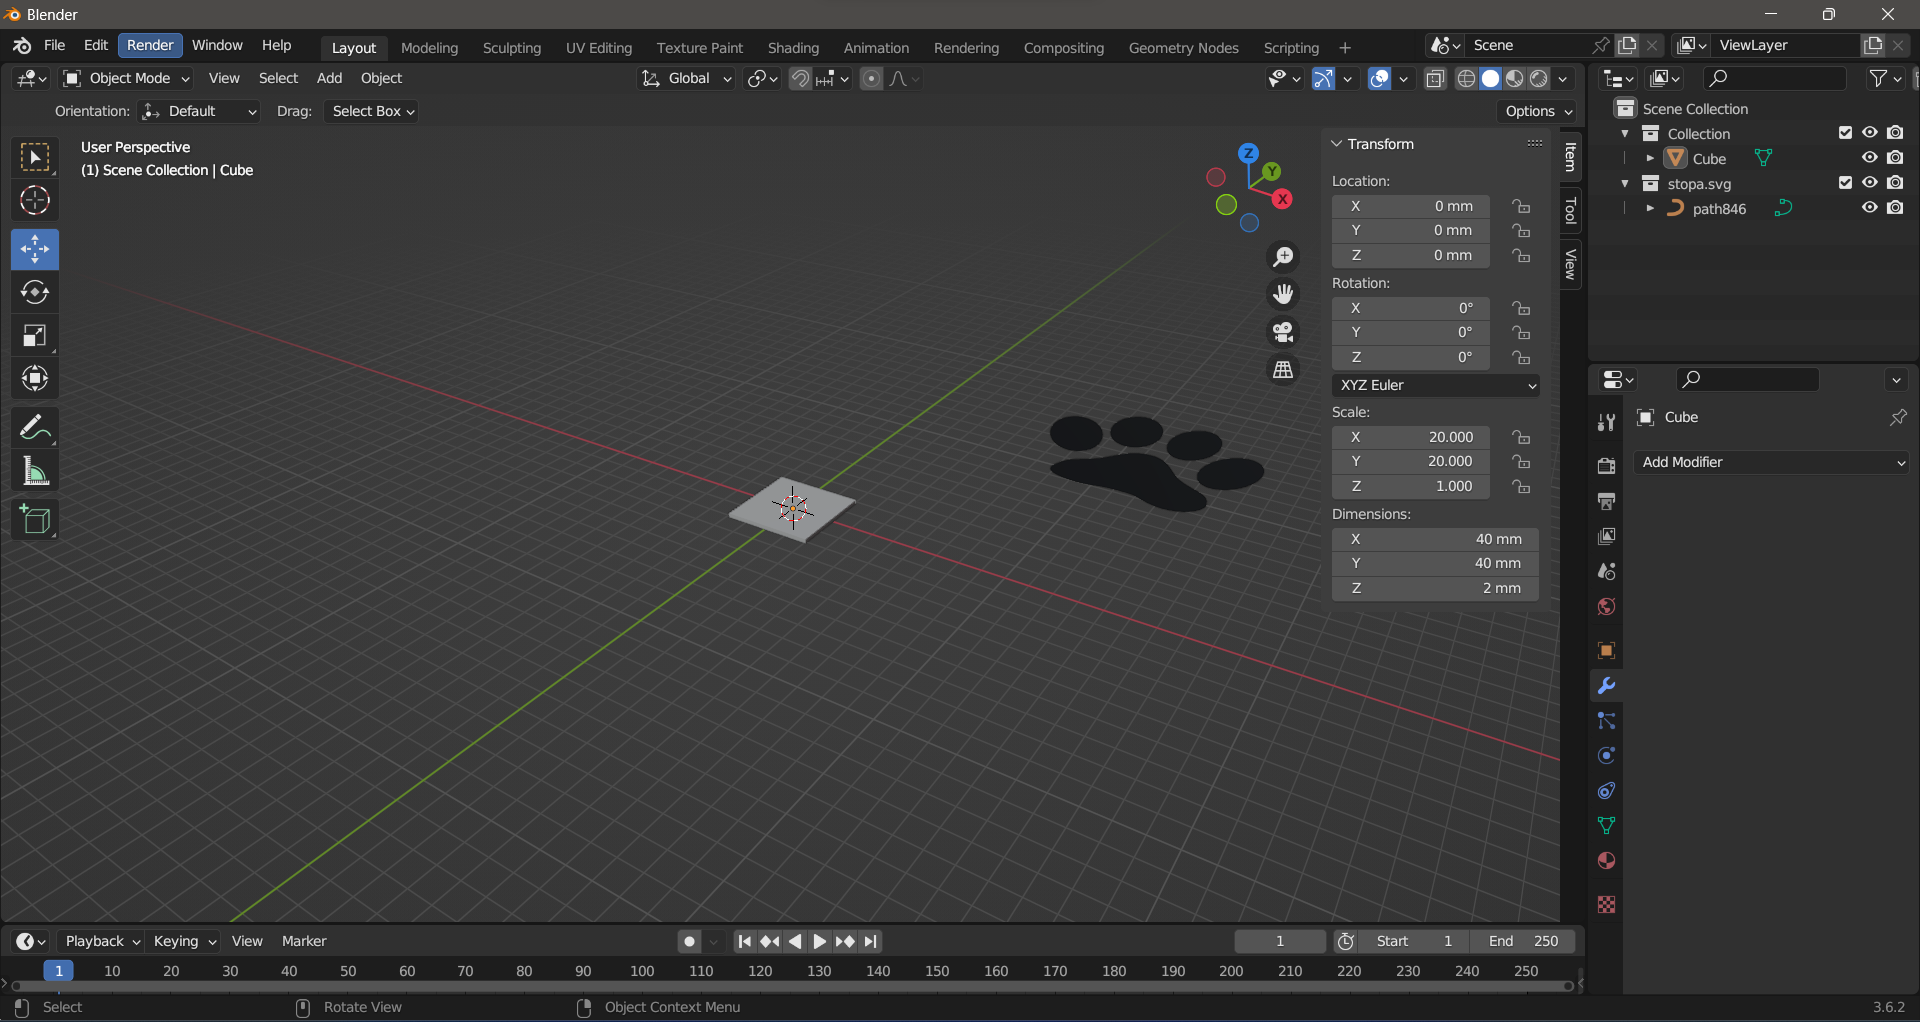 Blender
File Edit Render Window Help Layout Modeling Sculpting UV Editing Texture Paint Shading Animation Rendering Compositing Geometry Nodes Scripting + Scene ViewLayer
Object Mode View Select Add Object Global
Orientation: Default Drag: Select Box Options
User Perspective
(1) Scene Collection | Cube
Z
Y
X
Transform
Location:
X 0 mm
Y 0 mm
Z 0 mm
Rotation:
X 0°
Y 0°
Z 0°
XYZ Euler
Scale:
X 20.000
Y 20.000
Z 1.000
Dimensions:
X 40 mm
Y 40 mm
Z 2 mm
Item
Tool
View
Scene Collection
Collection
Cube
stopa.svg
path846
Cube
Add Modifier
Playback Keying View Marker 1 Start 1 End 250
1 10 20 30 40 50 60 70 80 90 100 110 120 130 140 150 160 170 180 190 200 210 220 230 240 250
Select Rotate View Object Context Menu 3.6.2